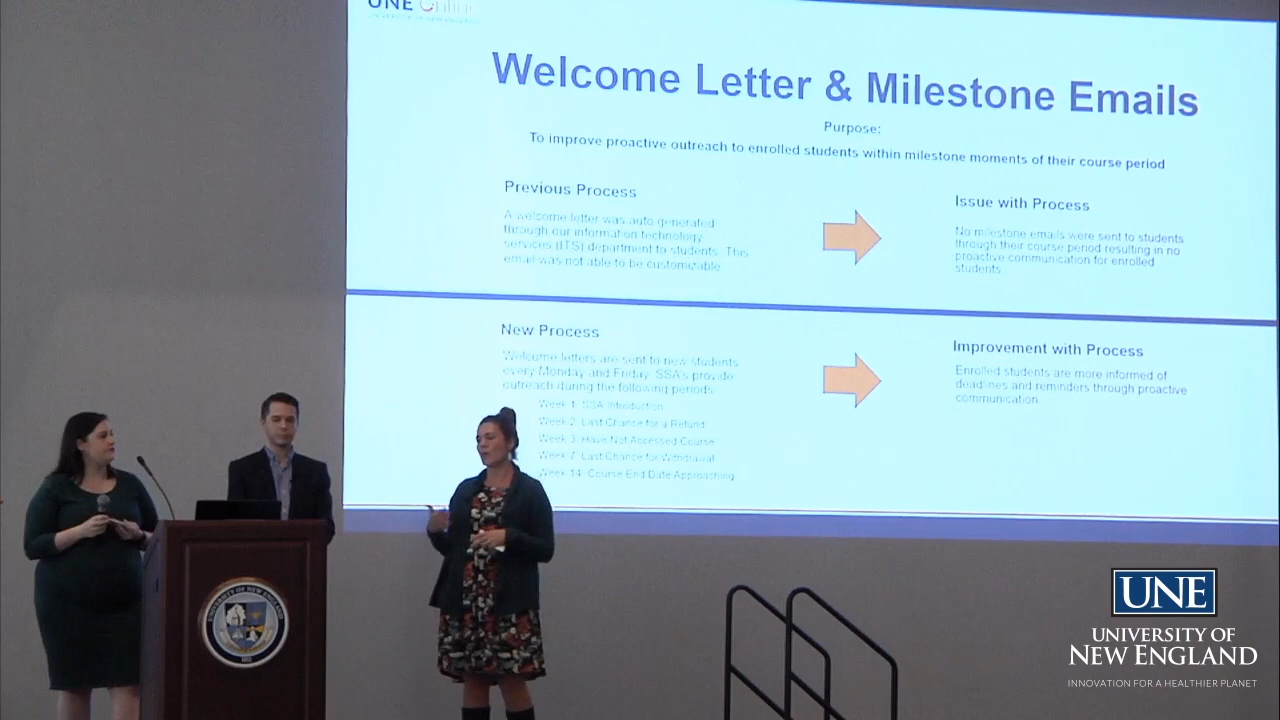 UNE Online
Welcome Letter & Milestone Emails
Purpose:
To improve proactive outreach to enrolled students within milestone moments of their course period
Previous Process
A welcome letter was auto generated
through our information technology
services (ITS) department to students. This
email was not able to be customizable.
Issue with Process
No milestone emails were sent to students
through their course period resulting in no
proactive communication for enrolled
students.
New Process
Welcome letters are sent to new students
every Monday and Friday. SSA's provide
outreach during the following periods:
Week 1: SSA Introduction
Week 2: Last Chance for a Refund
Week 3: Have Not Accessed Course
Week 7: Last Chance for Withdrawal
Week 14: Course End Date Approaching
Improvement with Process
Enrolled students are more informed of
deadlines and reminders through proactive
communication.
UNIVERSITY OF NEW ENGLAND
UNE
UNIVERSITY OF
NEW ENGLAND
INNOVATION FOR A HEALTHIER PLANET